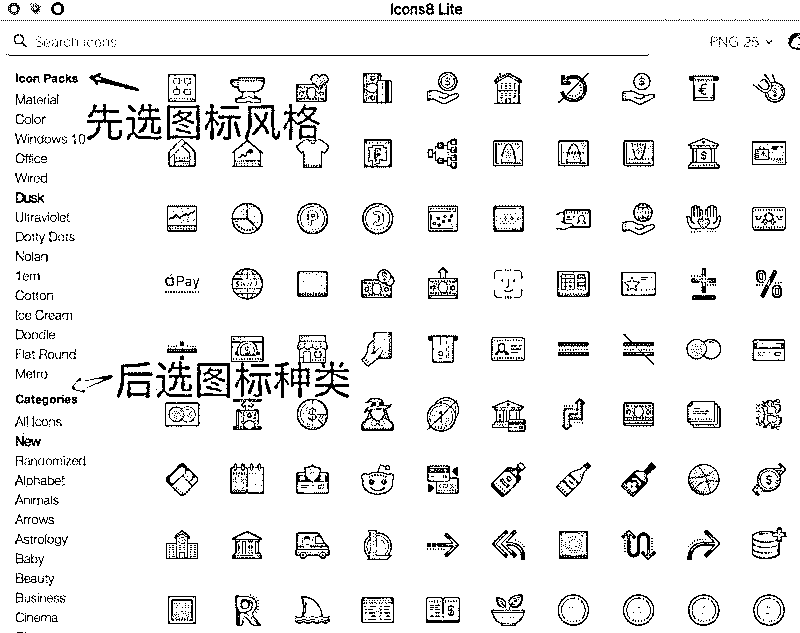 Icons8 Lite
Search icons
PNG 25
Icon Packs
先选图标风格
Material
Color
Windows 10
Office
Wired
Dusk
Ultraviolet
Dotty Dots
Nolan
1em
Cotton
Ice Cream
Doodle
Flat Round
Metro
后选图标种类
Categories
All Icons
New
Randomized
Alphabet
Animals
Arrows
Astrology
Baby
Beauty
Business
Cinema
Pay